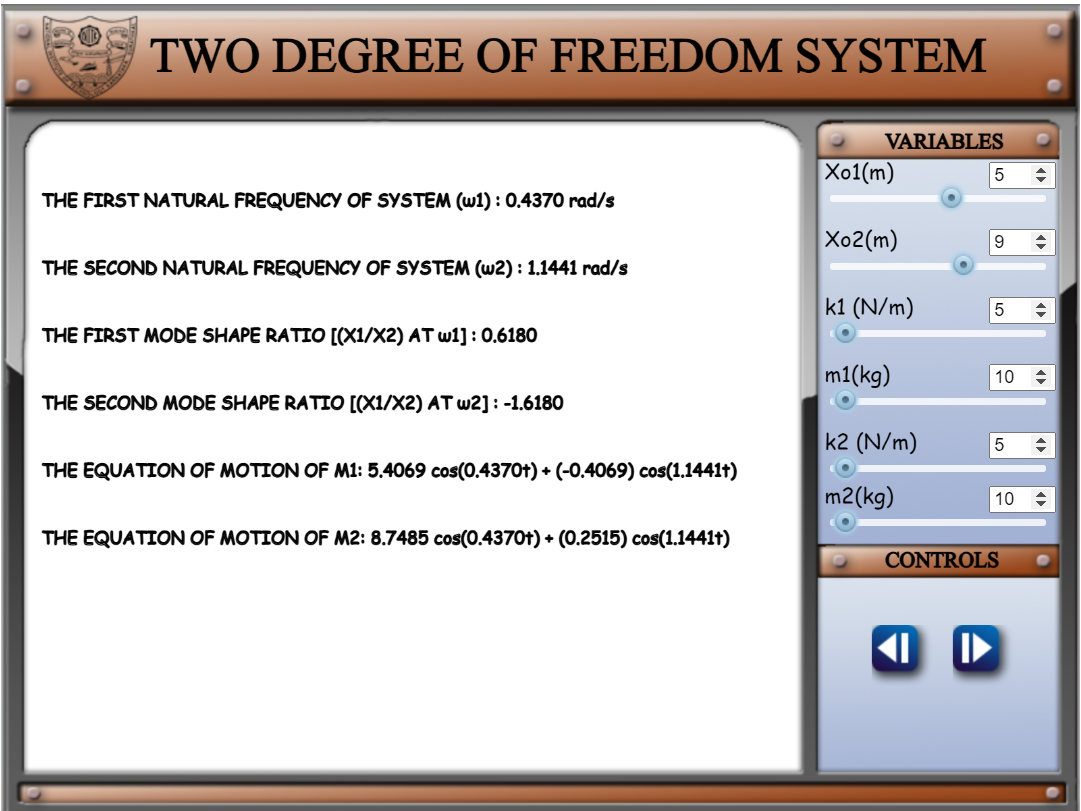 TWO DEGREE OF FREEDOM SYSTEM
THE FIRST NATURAL FREQUENCY OF SYSTEM (ω1) : 0.4370 rad/s
THE SECOND NATURAL FREQUENCY OF SYSTEM (ω2) : 1.1441 rad/s
THE FIRST MODE SHAPE RATIO [(X1/X2) AT ω1] : 0.6180
THE SECOND MODE SHAPE RATIO [(X1/X2) AT ω2] : -1.6180
THE EQUATION OF MOTION OF M1: 5.4069 cos(0.4370t) + (-0.4069) cos(1.1441t)
THE EQUATION OF MOTION OF M2: 8.7485 cos(0.4370t) + (0.2515) cos(1.1441t)
VARIABLES
Xo1(m) 5
Xo2(m) 9
k1 (N/m) 5
m1(kg) 10
k2 (N/m) 5
m2(kg) 10
CONTROLS